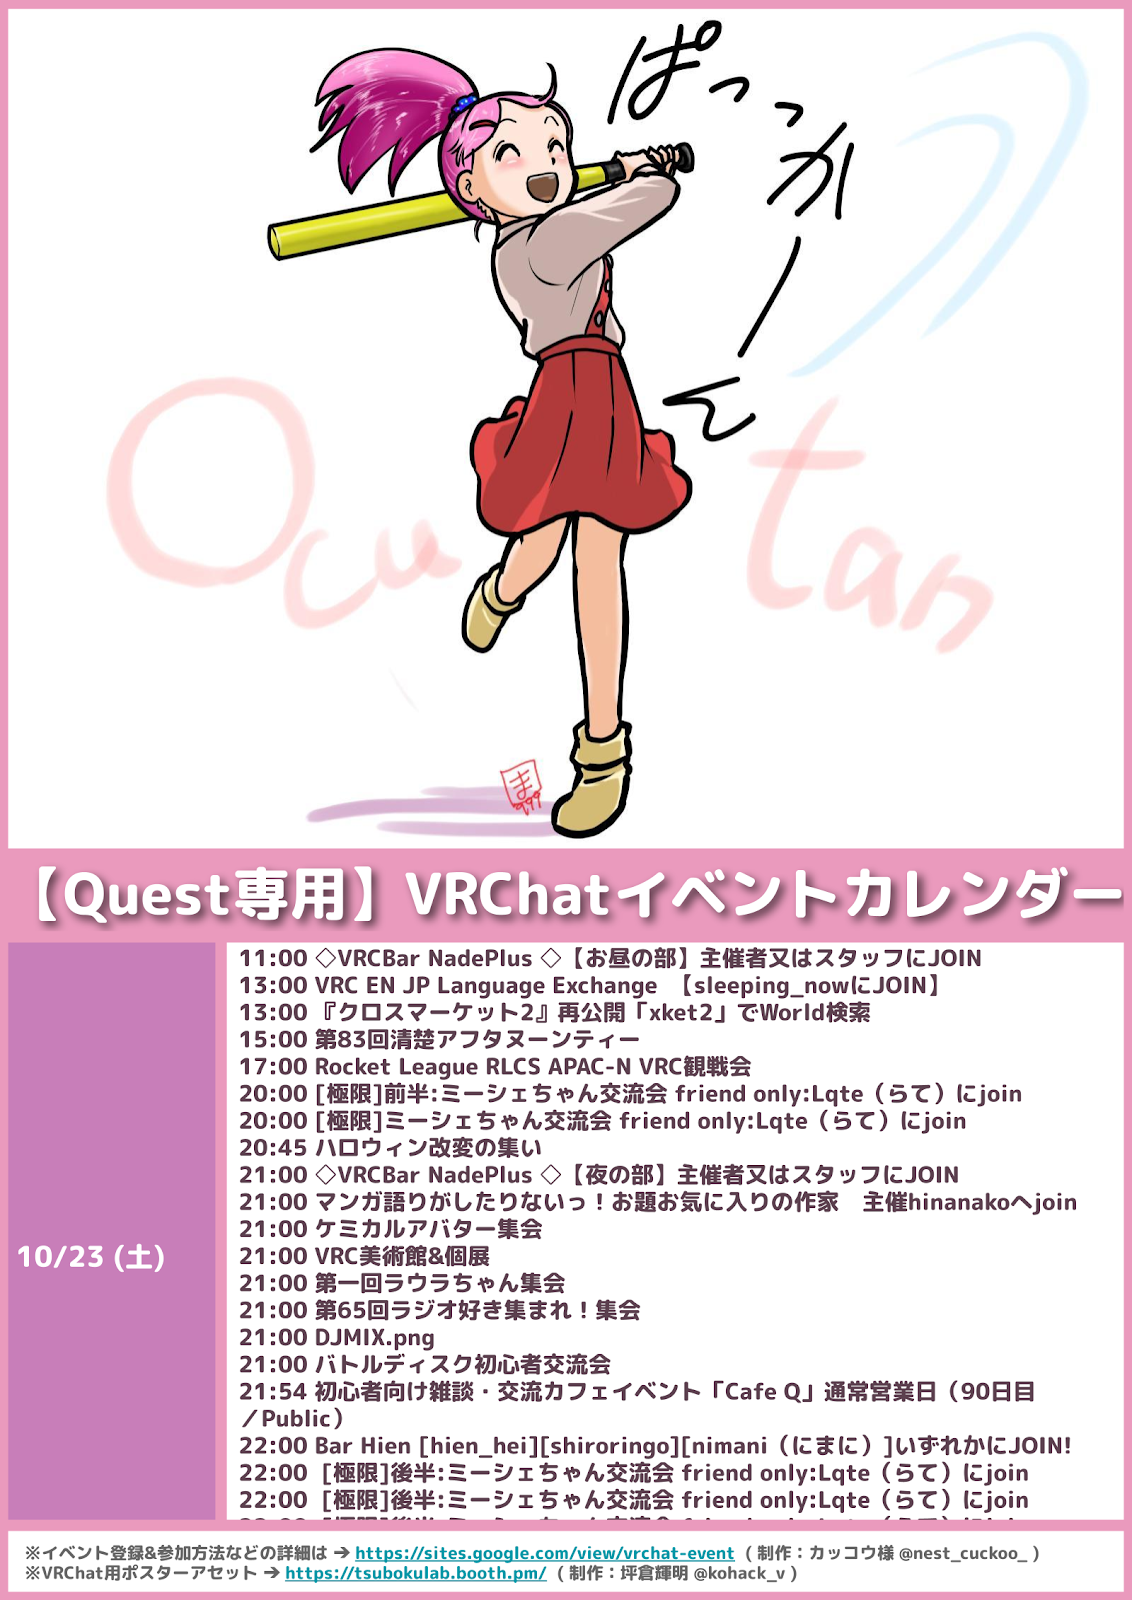 ぱっっかーん
Ocu tan
ま
【Quest専用】VRChatイベントカレンダー
10/23 (土)
11:00 ◇VRCBar NadePlus ◇【お昼の部】主催者又はスタッフにJOIN
13:00 VRC EN JP Language Exchange 【sleeping_nowにJOIN】
13:00 『クロスマーケット2』再公開「xket2」でWorld検索
15:00 第83回清楚アフタヌーンティー
17:00 Rocket League RLCS APAC-N VRC観戦会
20:00 [極限]前半:ミーシェちゃん交流会 friend only:Lqte（らて）にjoin
20:00 [極限]ミーシェちゃん交流会 friend only:Lqte（らて）にjoin
20:45 ハロウィン改変の集い
21:00 ◇VRCBar NadePlus ◇【夜の部】主催者又はスタッフにJOIN
21:00 マンガ語りがしたりないっ！お題お気に入りの作家　主催hinanakoへjoin
21:00 ケミカルアバター集会
21:00 VRC美術館&個展
21:00 第一回ラウラちゃん集会
21:00 第65回ラジオ好き集まれ！集会
21:00 DJMIX.png
21:00 バトルディスク初心者交流会
21:54 初心者向け雑談・交流カフェイベント「Cafe Q」通常営業日（90日目
／Public）
22:00 Bar Hien [hien_hei][shiroringo][nimani（にまに）]いずれかにJOIN!
22:00 [極限]後半:ミーシェちゃん交流会 friend only:Lqte（らて）にjoin
22:00 [極限]後半:ミーシェちゃん交流会 friend only:Lqte（らて）にjoin
※イベント登録&参加方法などの詳細は ➔ https://sites.google.com/view/vrchat-event ( 制作：カッコウ様 @nest_cuckoo_ )
※VRChat用ポスターアセット ➔ https://tsubokulab.booth.pm/ ( 制作：坪倉輝明 @kohack_v )